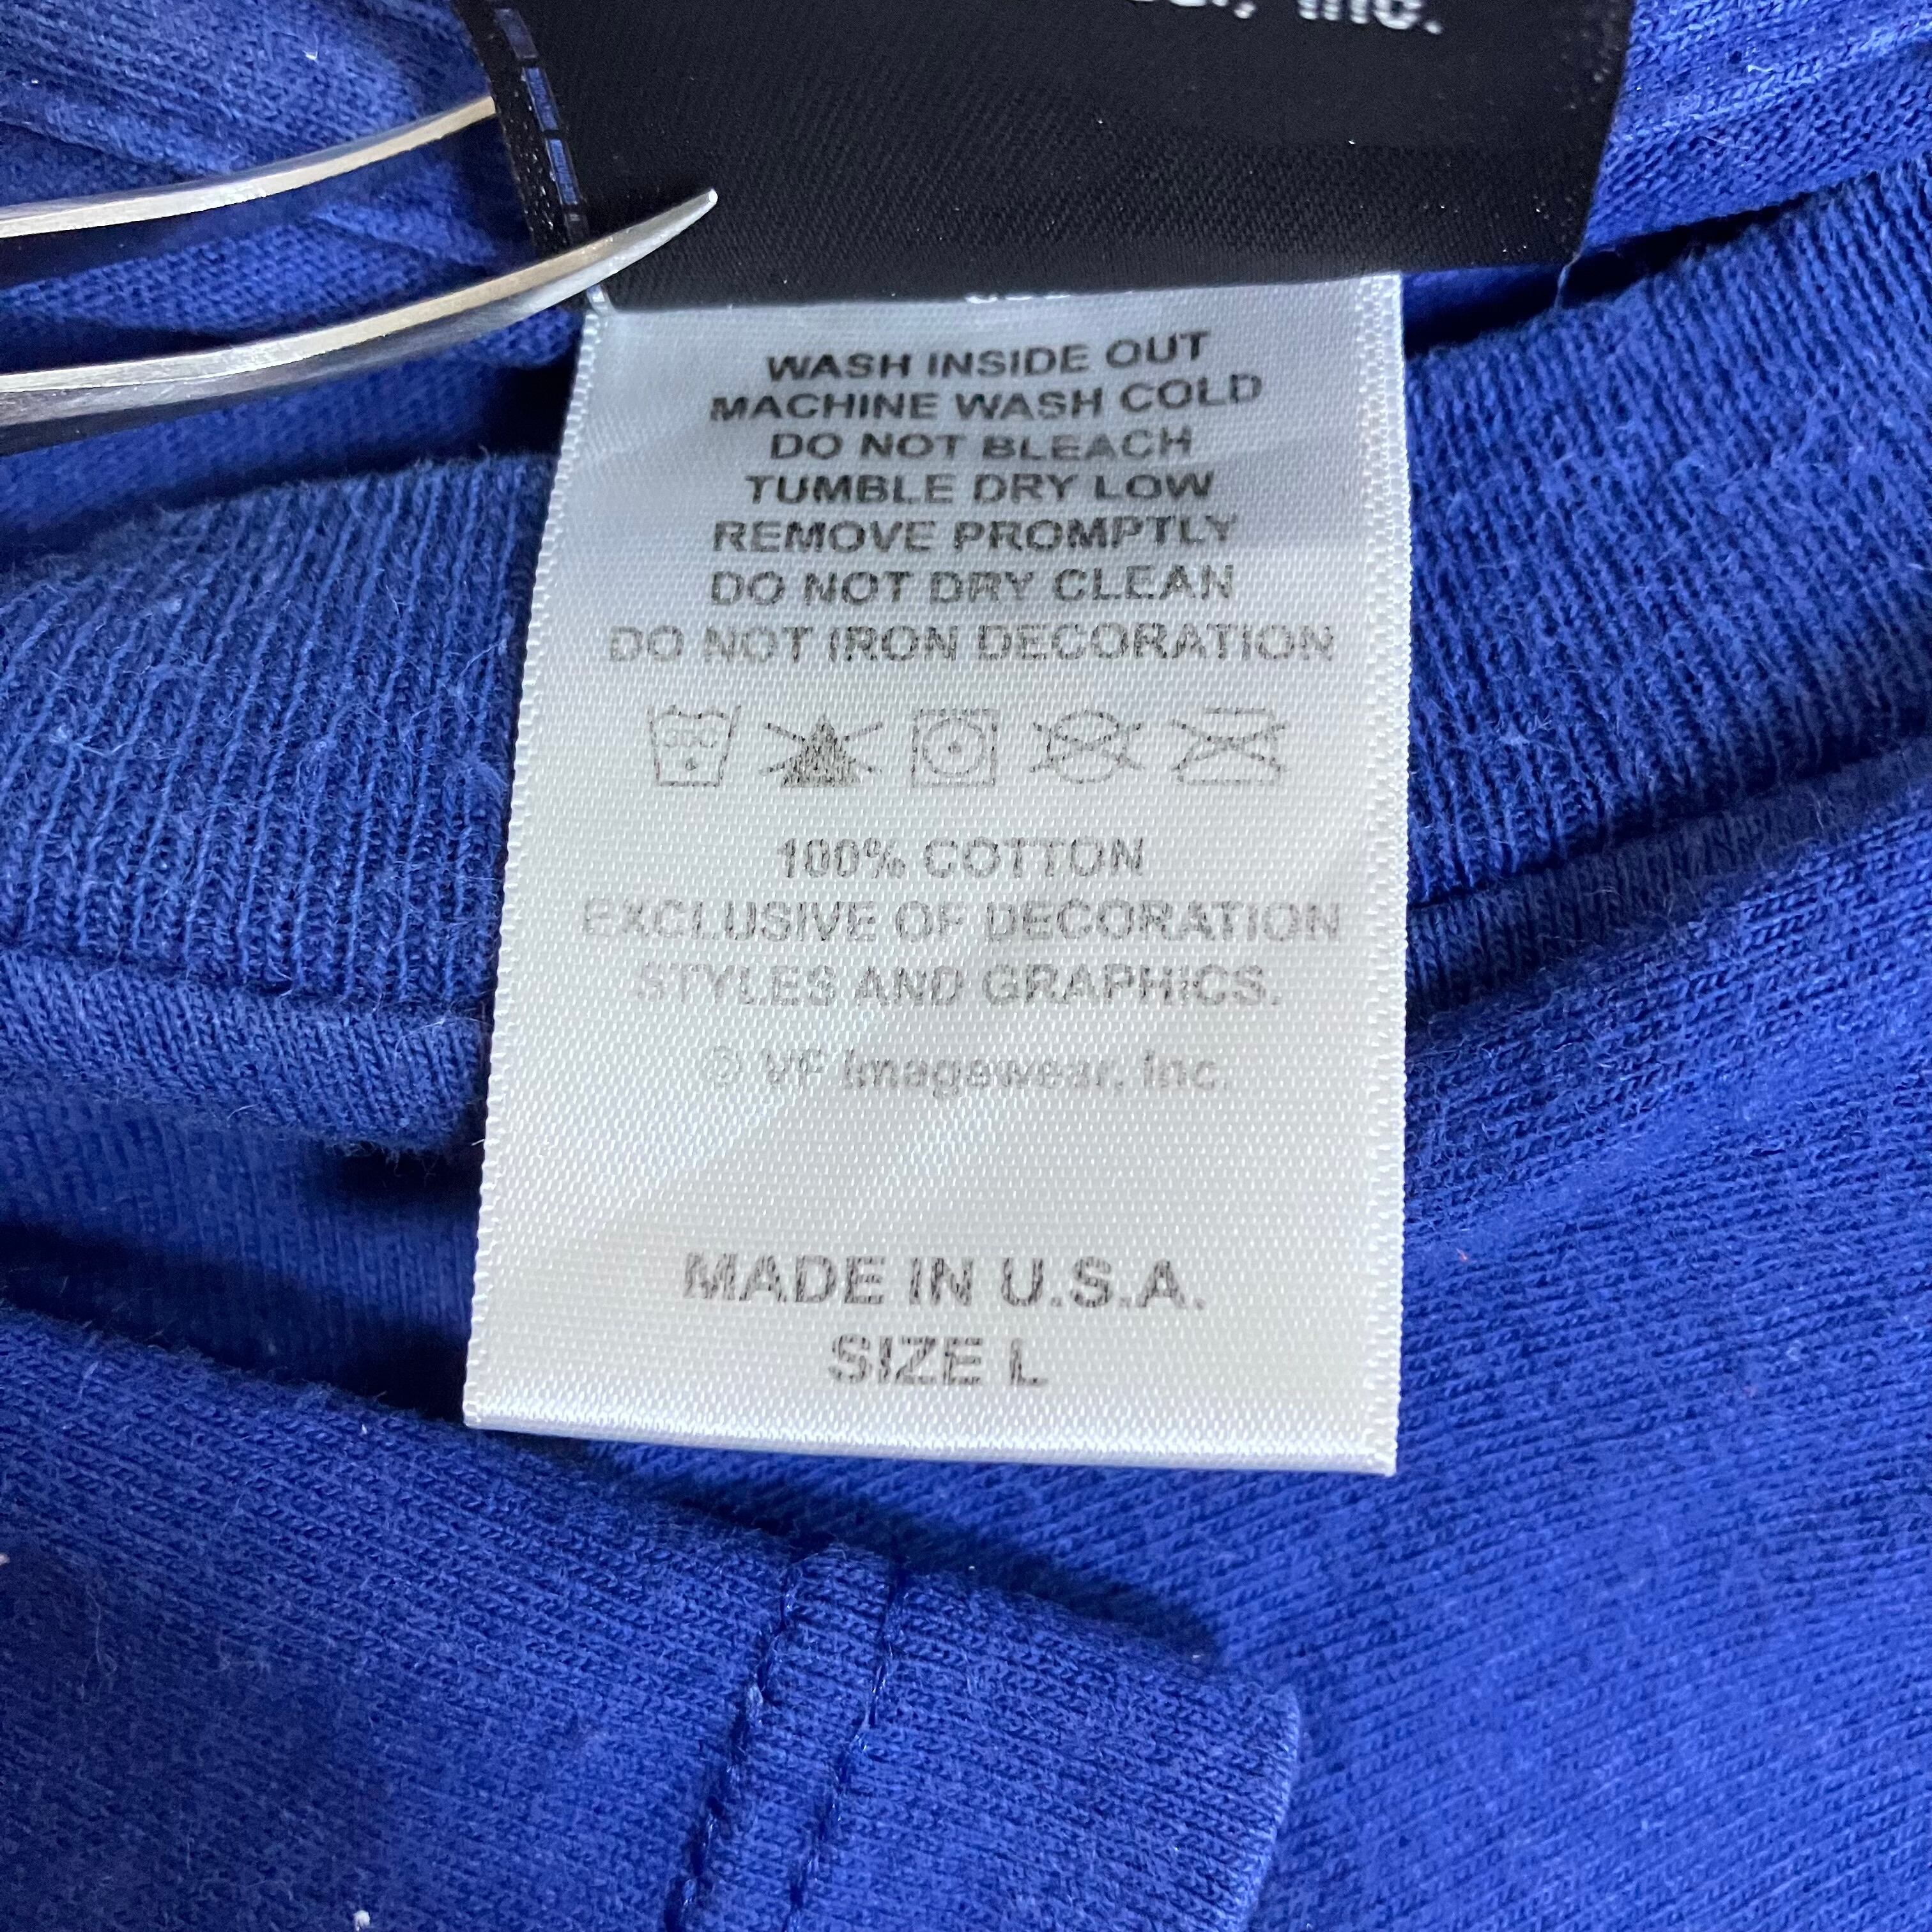 Inc.
WASH INSIDE OUT
MACHINE WASH COLD
DO NOT BLEACH
TUMBLE DRY LOW
REMOVE PROMPTLY
DO NOT DRY CLEAN
DO NOT IRON DECORATION
100% COTTON
EXCLUSIVE OF DECORATION
STYLES AND GRAPHICS.
© VF Imagewear, Inc
MADE IN U.S.A.
SIZE L